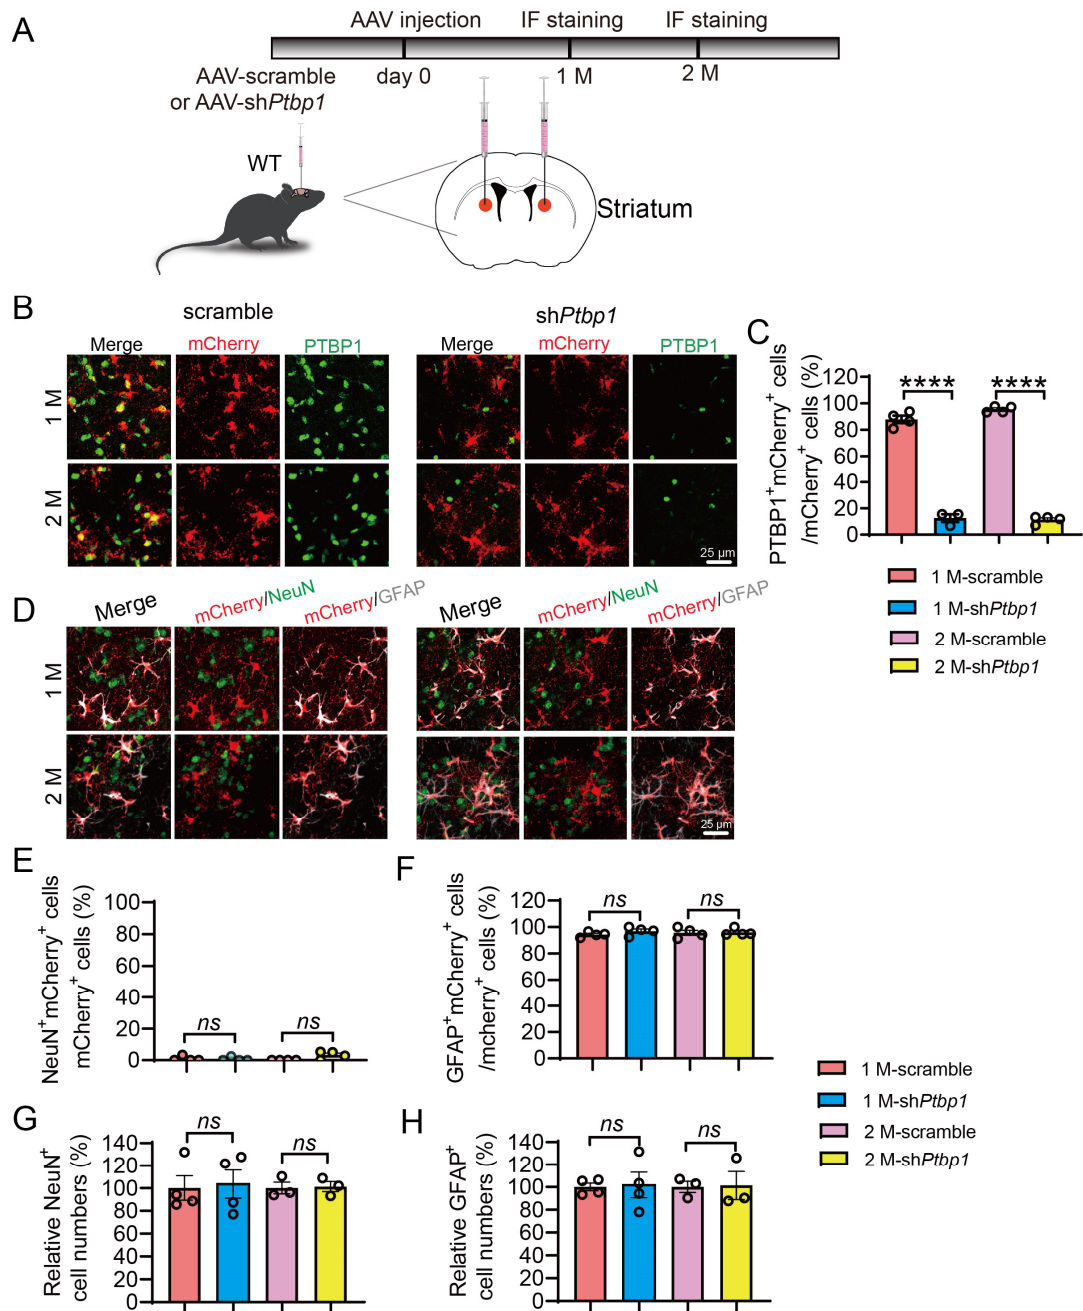 A
AAV injection IF staining IF staining
AAV-scramble day 0 1 M 2 M
or AAV-shPtbp1
WT
Striatum
B
scramble shPtbp1
Merge mCherry PTBP1 Merge mCherry PTBP1
1 M
2 M
25 μm
C
PTBP1+mCherry+ cells
/mCherry+ cells (%)
120
100
80
60
40
20
0
**** ****
1 M-scramble
1 M-shPtbp1
2 M-scramble
2 M-shPtbp1
D
Merge mCherry/NeuN mCherry/GFAP Merge mCherry/NeuN mCherry/GFAP
1 M
2 M
25 μm
E
NeuN+mCherry+ cells
mCherry+ cells (%)
100
80
60
40
20
0
ns ns
F
GFAP+mCherry+ cells
/mcherry+ cells (%)
120
100
80
60
40
20
0
ns ns
1 M-scramble
1 M-shPtbp1
2 M-scramble
2 M-shPtbp1
G
Relative NeuN+
cell numbers (%)
140
120
100
80
60
40
20
0
ns ns
H
Relative GFAP+
cell numbers (%)
140
120
100
80
60
40
20
0
ns ns